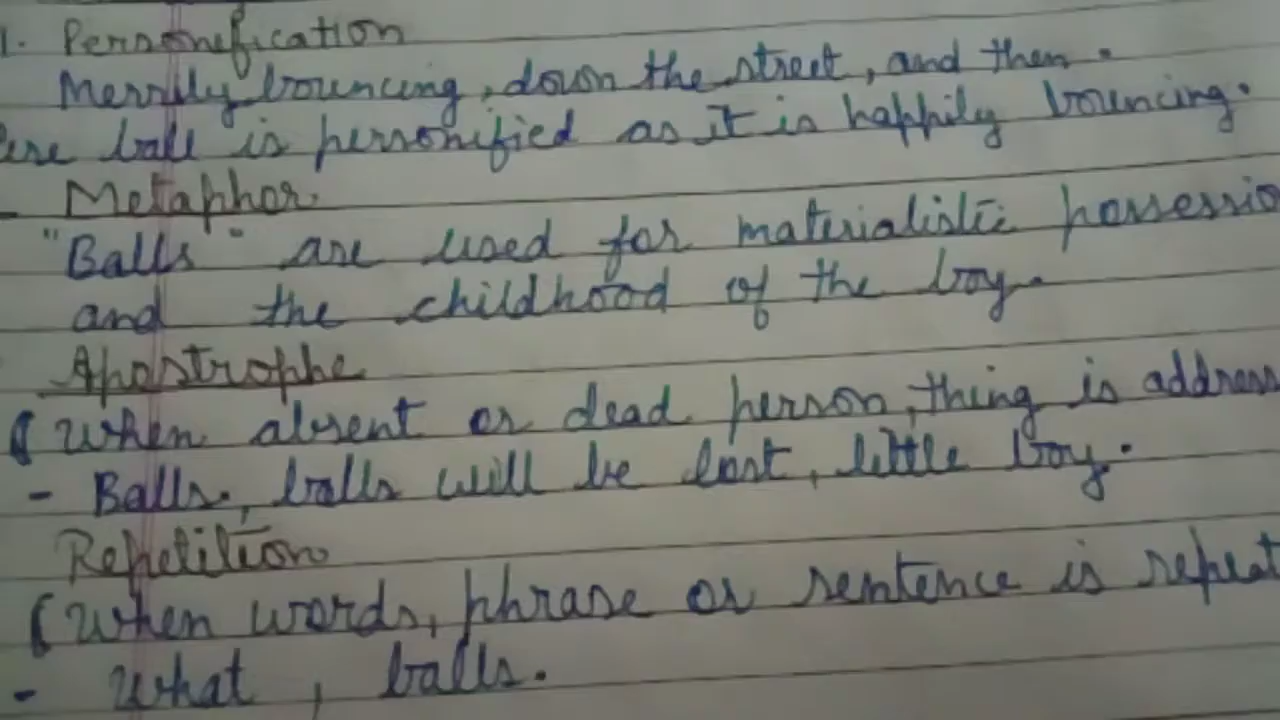 1. Personification
Merrily bouncing, down the street, and then.
ere ball is personified as it is happily bouncing.
- Metaphor.
"Balls" are used for materialistic possessio
and the childhood of the boy.
Apostrophe
( When absent or dead person, thing is address
- Balls, balls will be lost, little boy.
Repetition
( When words, phrase or sentence is repeat
- What, balls.